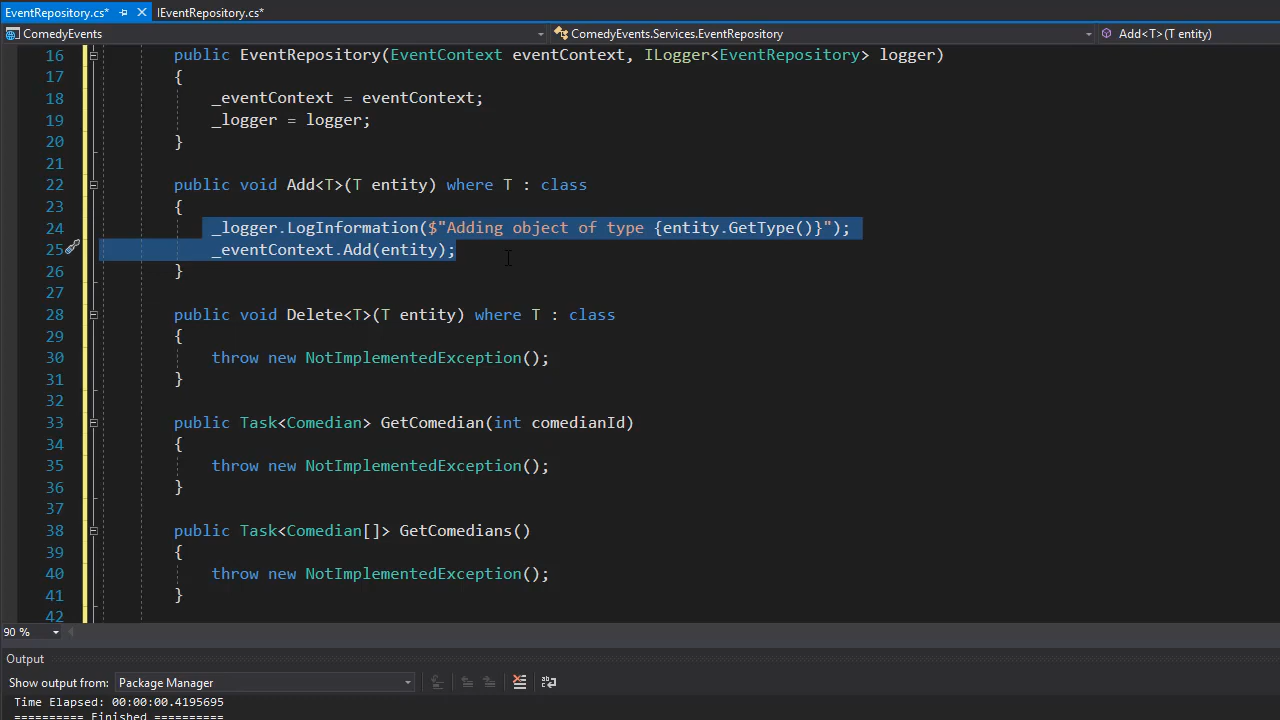 EventRepository.cs* IEventRepository.cs*
ComedyEvents ComedyEvents.Services.EventRepository Add<T>(T entity)
16 public EventRepository(EventContext eventContext, ILogger<EventRepository> logger)
17 {
18 _eventContext = eventContext;
19 _logger = logger;
20 }
21
22 public void Add<T>(T entity) where T : class
23 {
24 _logger.LogInformation($"Adding object of type {entity.GetType()}");
25 _eventContext.Add(entity);
26 }
27
28 public void Delete<T>(T entity) where T : class
29 {
30 throw new NotImplementedException();
31 }
32
33 public Task<Comedian> GetComedian(int comedianId)
34 {
35 throw new NotImplementedException();
36 }
37
38 public Task<Comedian[]> GetComedians()
39 {
40 throw new NotImplementedException();
41 }
42
90 %
Output
Show output from: Package Manager
Time Elapsed: 00:00:00.4195695
========== Finished ==========